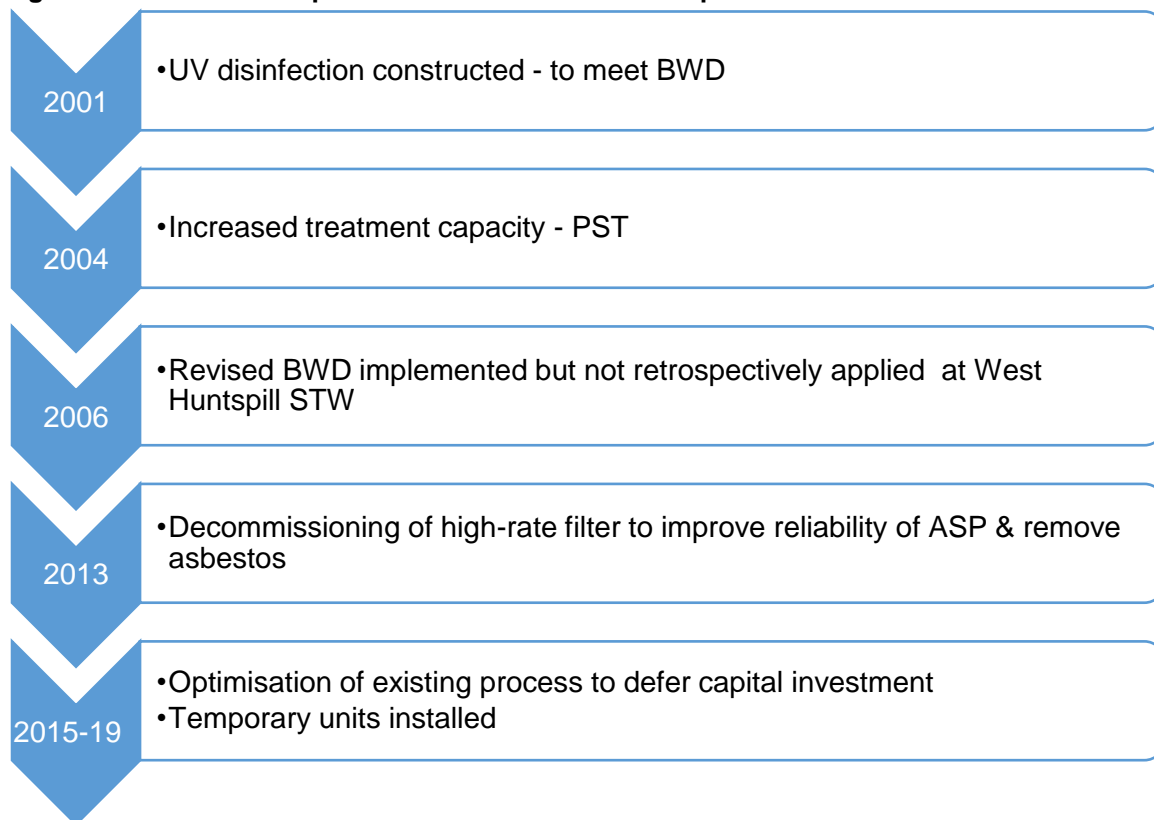 2001
•UV disinfection constructed - to meet BWD
2004
•Increased treatment capacity - PST
2006
•Revised BWD implemented but not retrospectively applied  at West
Huntspill STW
2013
•Decommissioning of high-rate filter to improve reliability of ASP & remove
asbestos
2015-19
•Optimisation of existing process to defer capital investment
•Temporary units installed